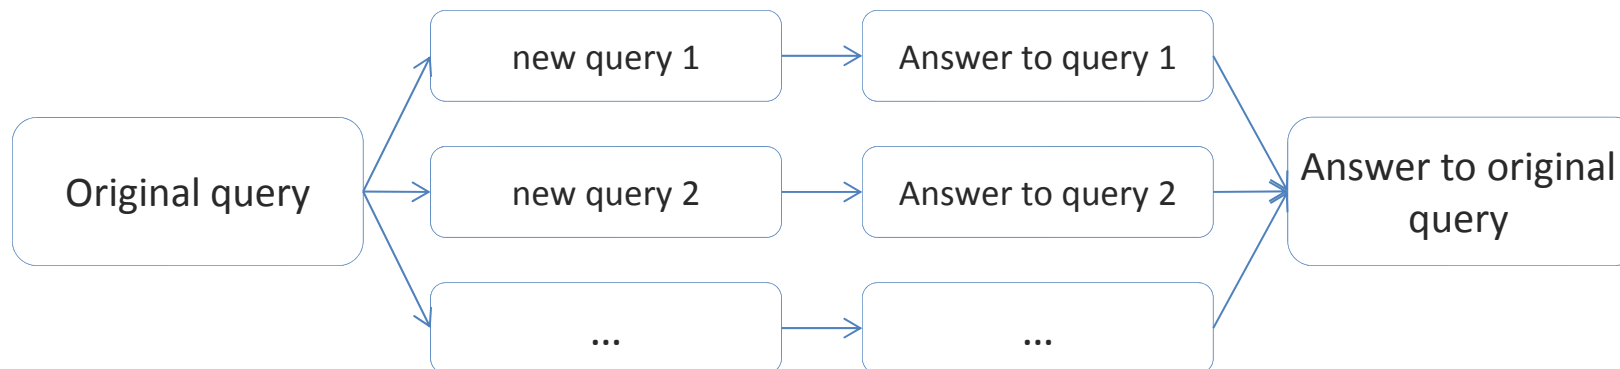 new query 1
Answer to query 1
Original query
new query 2
Answer to query 2
Answer to original
query
...
...